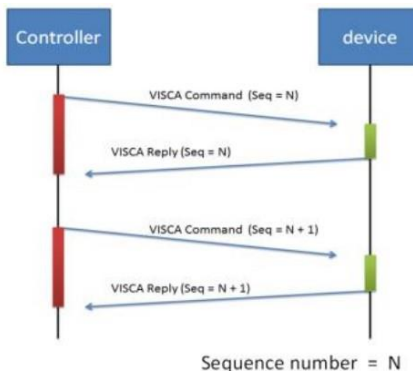 Controller
device
VISCA Command (Seq = N)
VISCA Reply (Seq = N)
VISCA Command (Seq = N + 1)
VISCA Reply (Seq = N + 1)
Sequence number = N